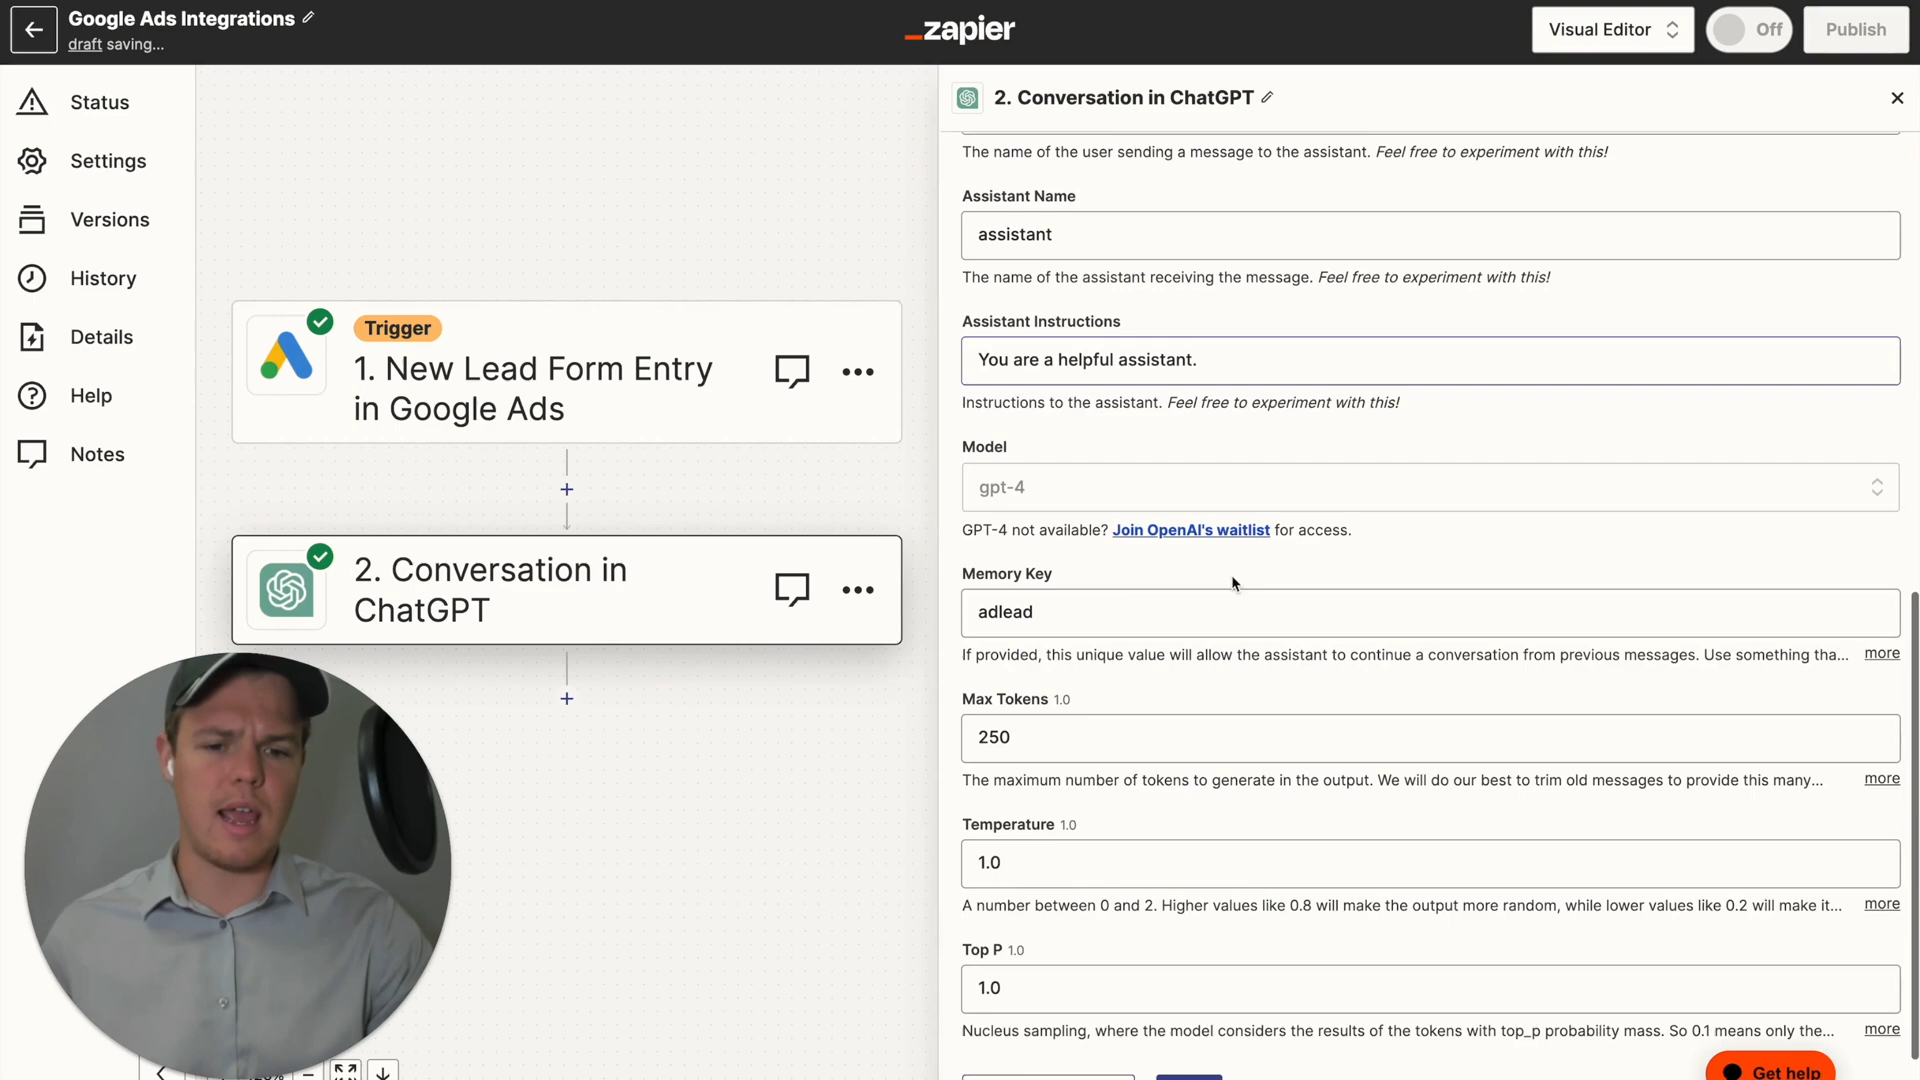 Google Ads Integrations
draft saving...
zapier
Visual Editor
Off
Publish
Status
Settings
Versions
History
Details
Help
Notes
Trigger
1. New Lead Form Entry
in Google Ads
2. Conversation in
ChatGPT
2. Conversation in ChatGPT
The name of the user sending a message to the assistant. Feel free to experiment with this!
Assistant Name
assistant
The name of the assistant receiving the message. Feel free to experiment with this!
Assistant Instructions
You are a helpful assistant.
Instructions to the assistant. Feel free to experiment with this!
Model
gpt-4
GPT-4 not available? Join OpenAI's waitlist for access.
Memory Key
adlead
If provided, this unique value will allow the assistant to continue a conversation from previous messages. Use something tha... more
Max Tokens 1.0
250
The maximum number of tokens to generate in the output. We will do our best to trim old messages to provide this many... more
Temperature 1.0
1.0
A number between 0 and 2. Higher values like 0.8 will make the output more random, while lower values like 0.2 will make it... more
Top P 1.0
1.0
Nucleus sampling, where the model considers the results of the tokens with top_p probability mass. So 0.1 means only the... more
Get help